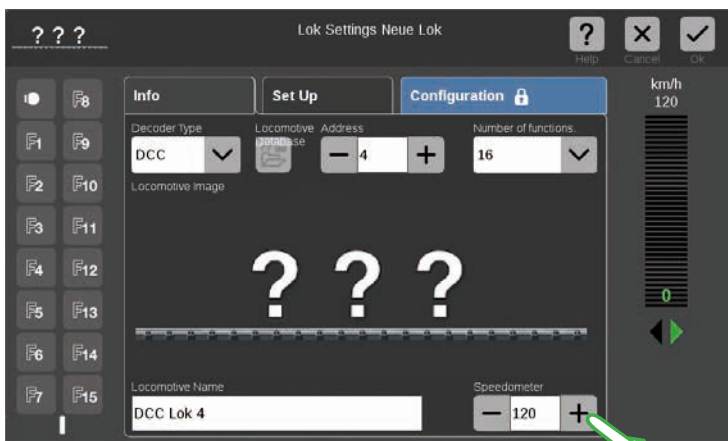 ? ? ?
Lok Settings Neue Lok
?
Help
Cancel
Ok
F8
F1 F9
F2 F10
F3 F11
F4 F12
F5 F13
F6 F14
F7 F15
Info
Set Up
Configuration
Decoder Type
Locomotive Database
Address
Number of functions.
DCC
4
16
Locomotive Image
? ? ?
Locomotive Name
Speedometer
DCC Lok 4
120
km/h
120
0